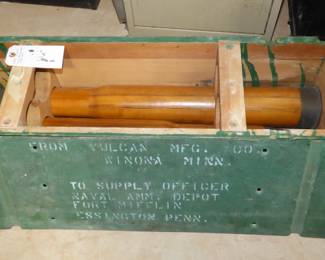 FROM VULCAN MFG. CO.
WINONA MINN.
TO SUPPLY OFFICER
NAVAL AMM. DEPOT
FORT MIFFLIN
ESSINGTON PENN.